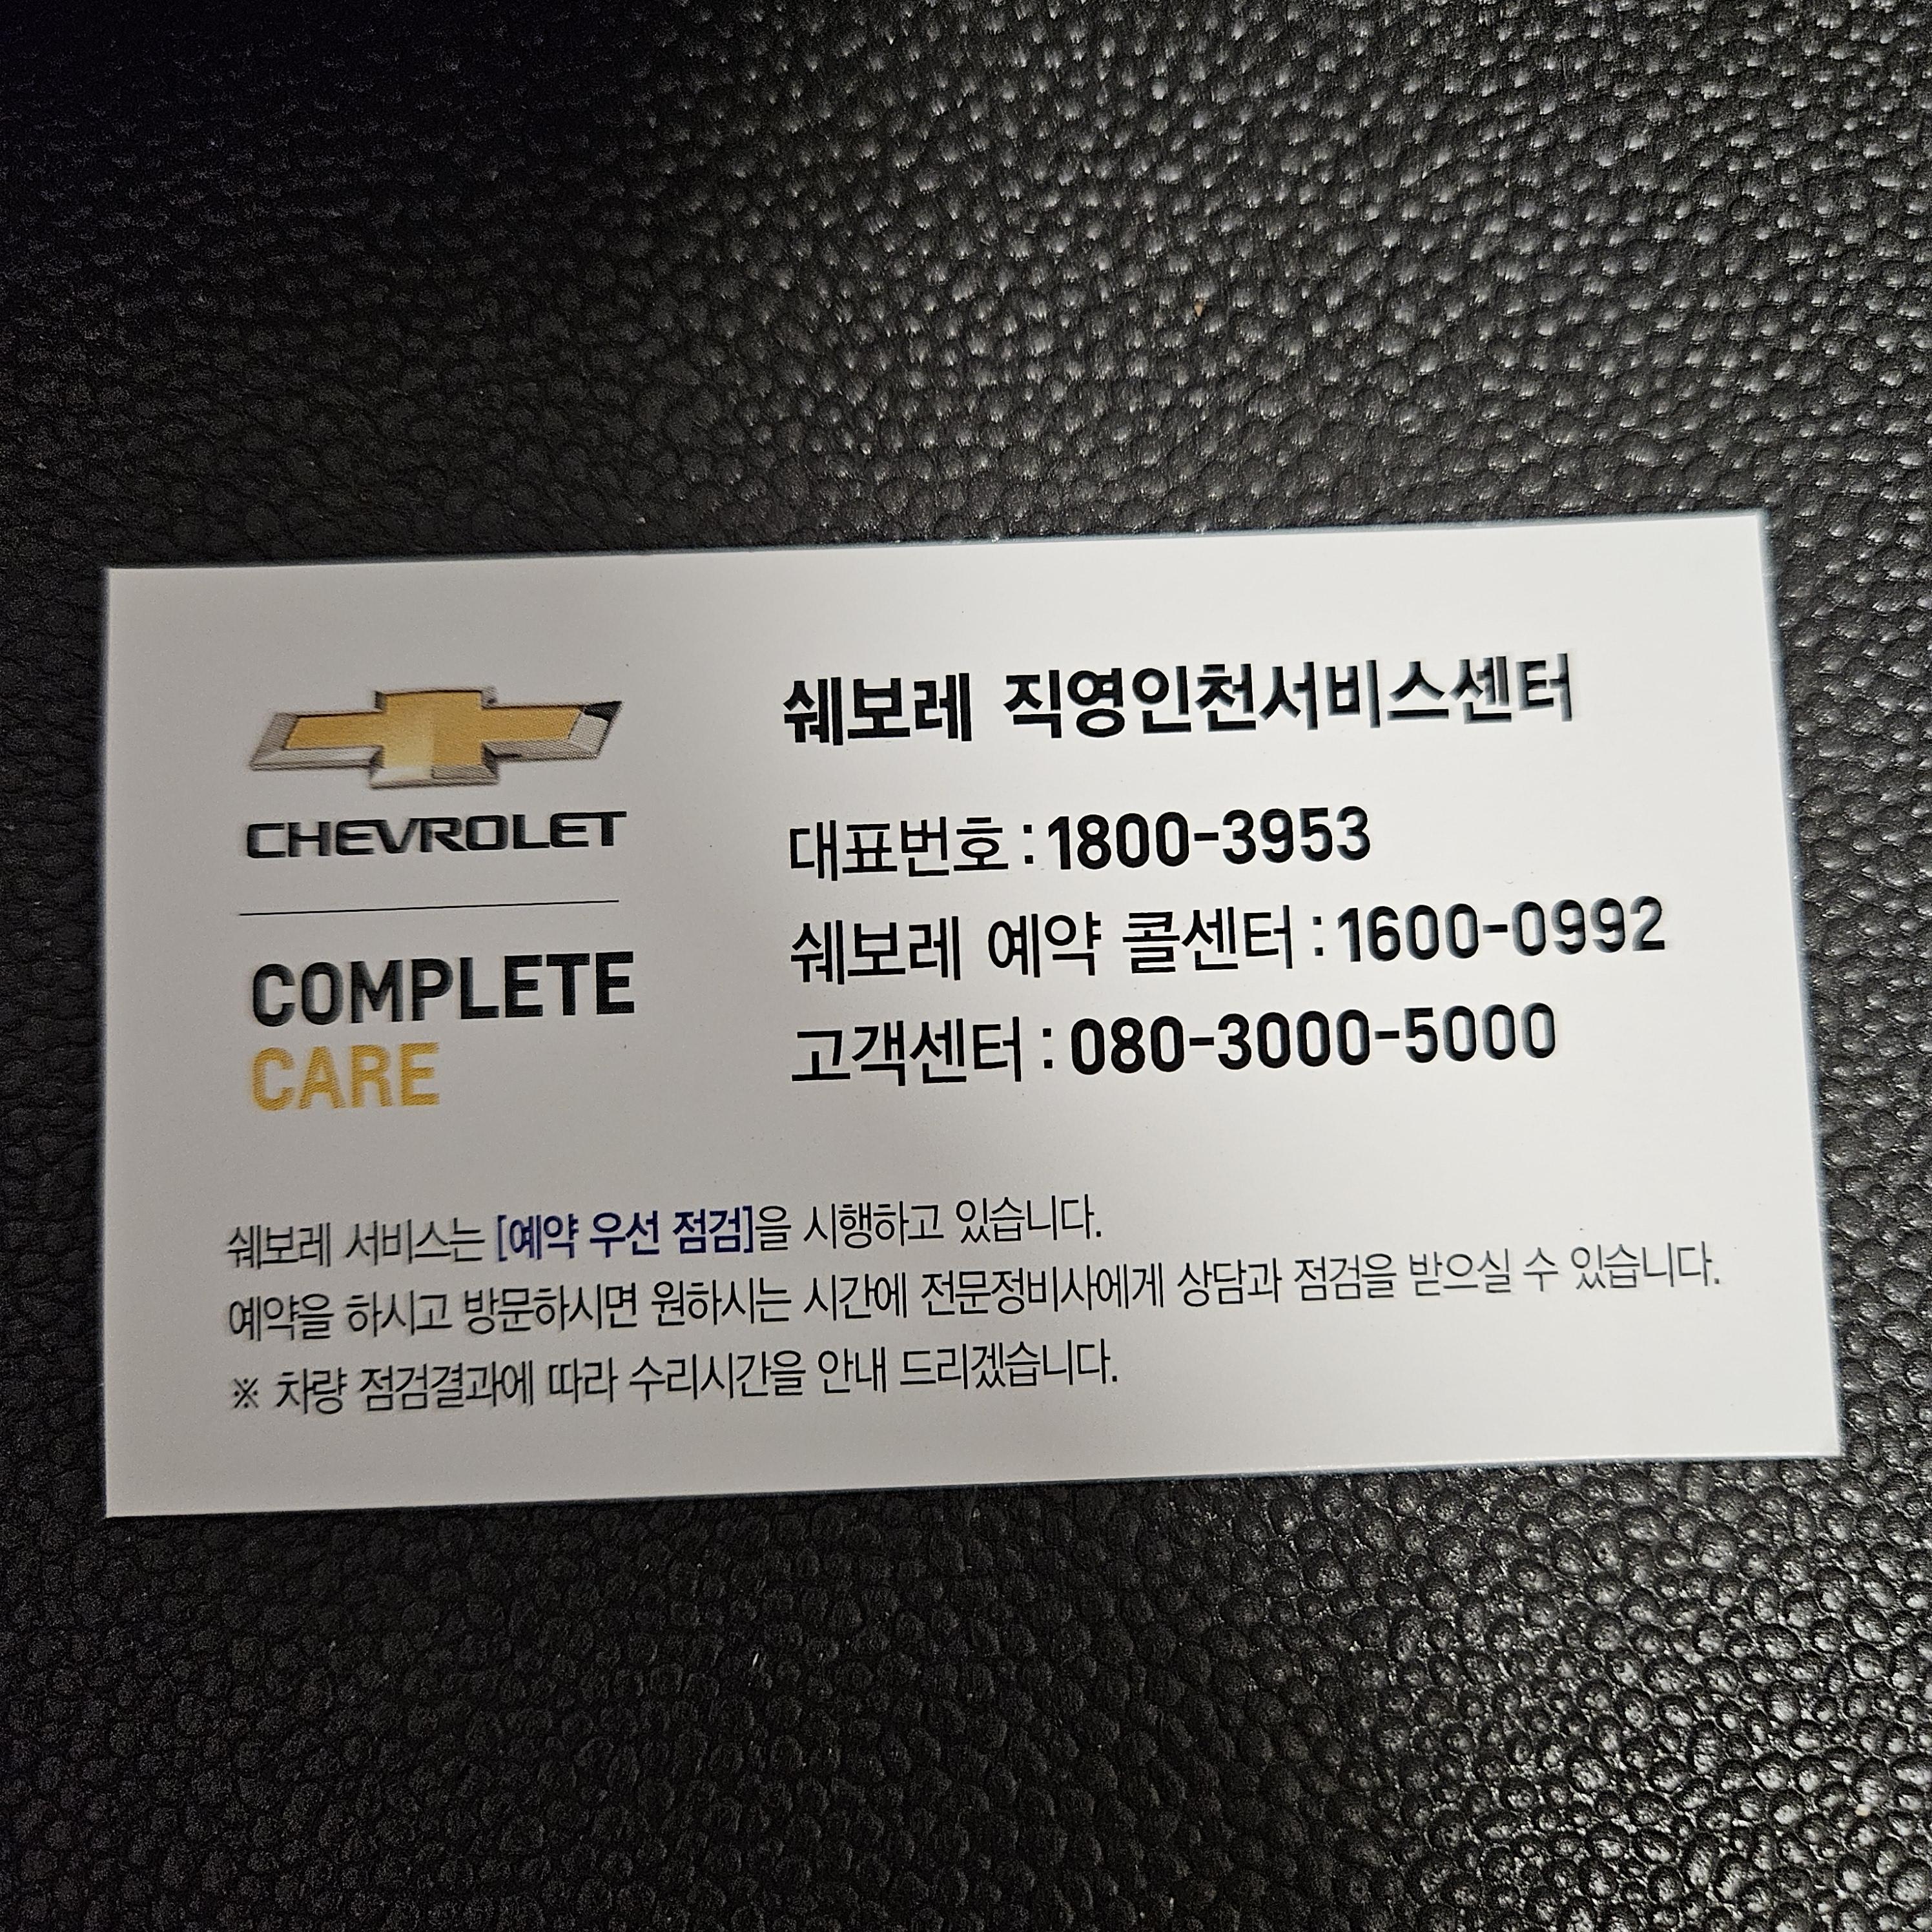 CHEVROLET
COMPLETE
CARE
쉐보레 직영인천서비스센터
대표번호 : 1800-3953
쉐보레 예약 콜센터 : 1600-0992
고객센터 : 080-3000-5000
쉐보레 서비스는 [예약 우선 점검]을 시행하고 있습니다.
예약을 하시고 방문하시면 원하시는 시간에 전문정비사에게 상담과 점검을 받으실 수 있습니다.
※ 차량 점검결과에 따라 수리시간을 안내 드리겠습니다.